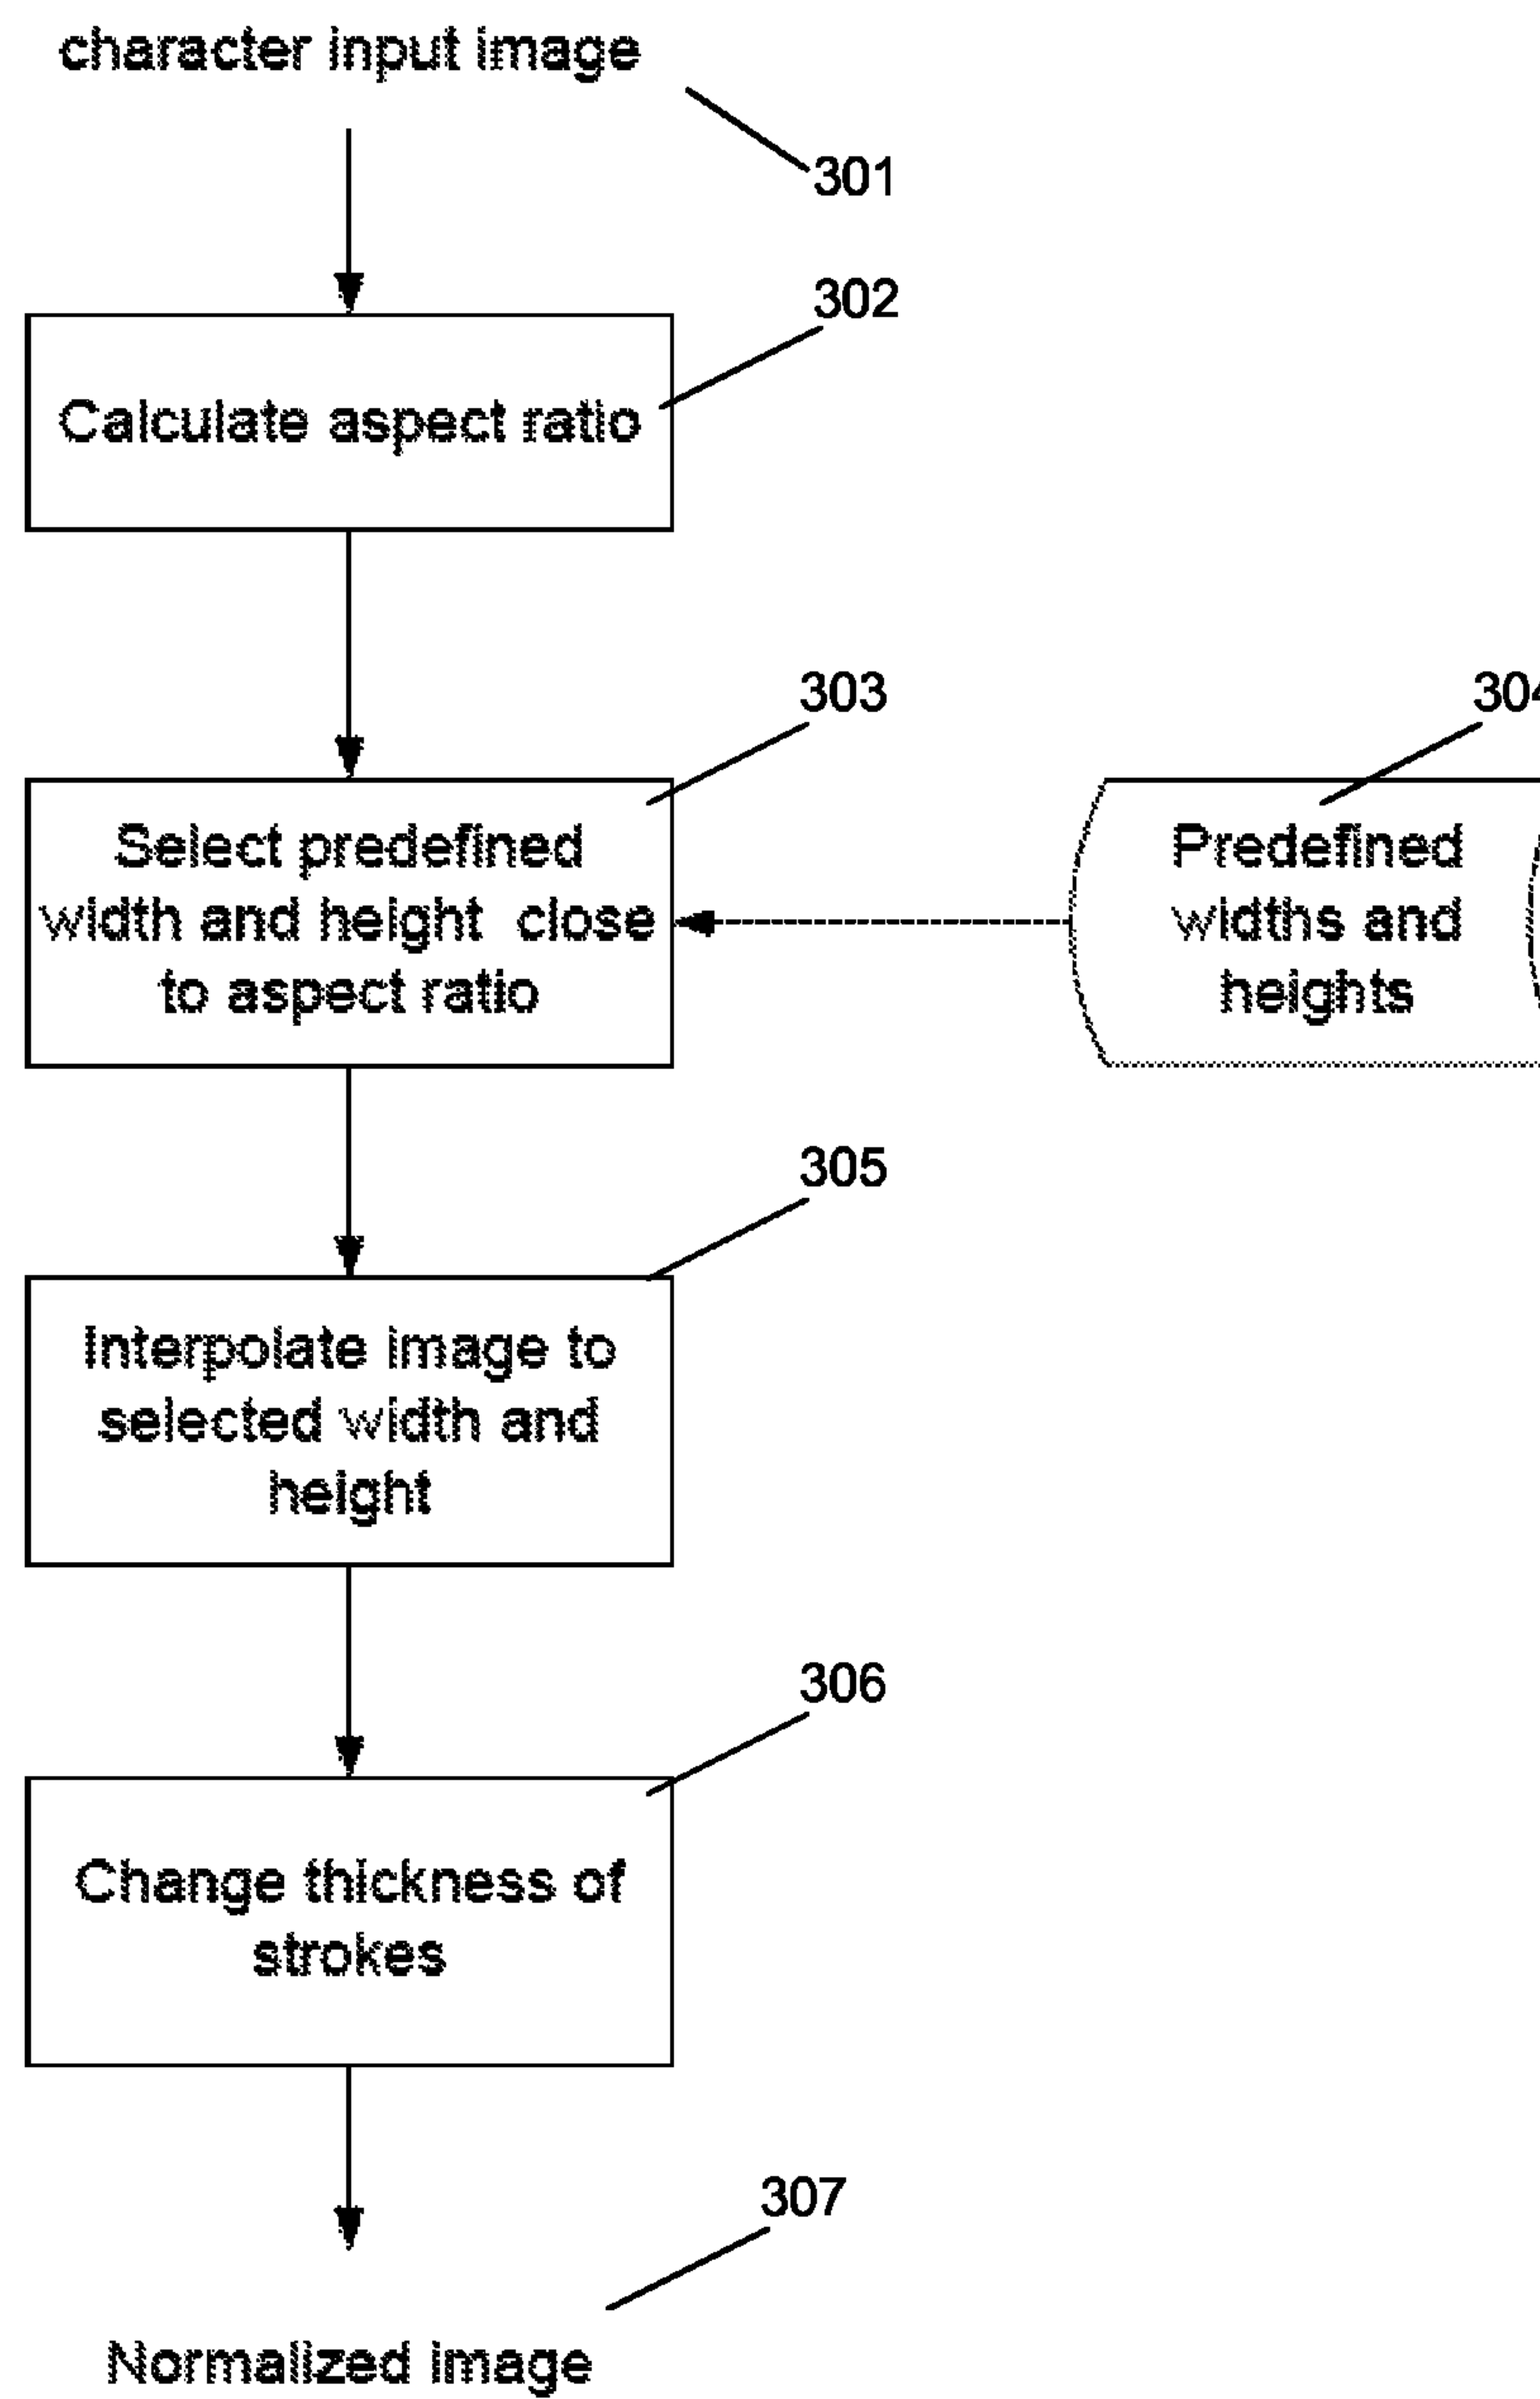 character input image
301
302
Calculate aspect ratio
303
304
Select predefined
width and height close
to aspect ratio
Predefined
widths and
heights
305
Interpolate image to
selected width and
height
306
Change thickness of
strokes
307
Normalized image